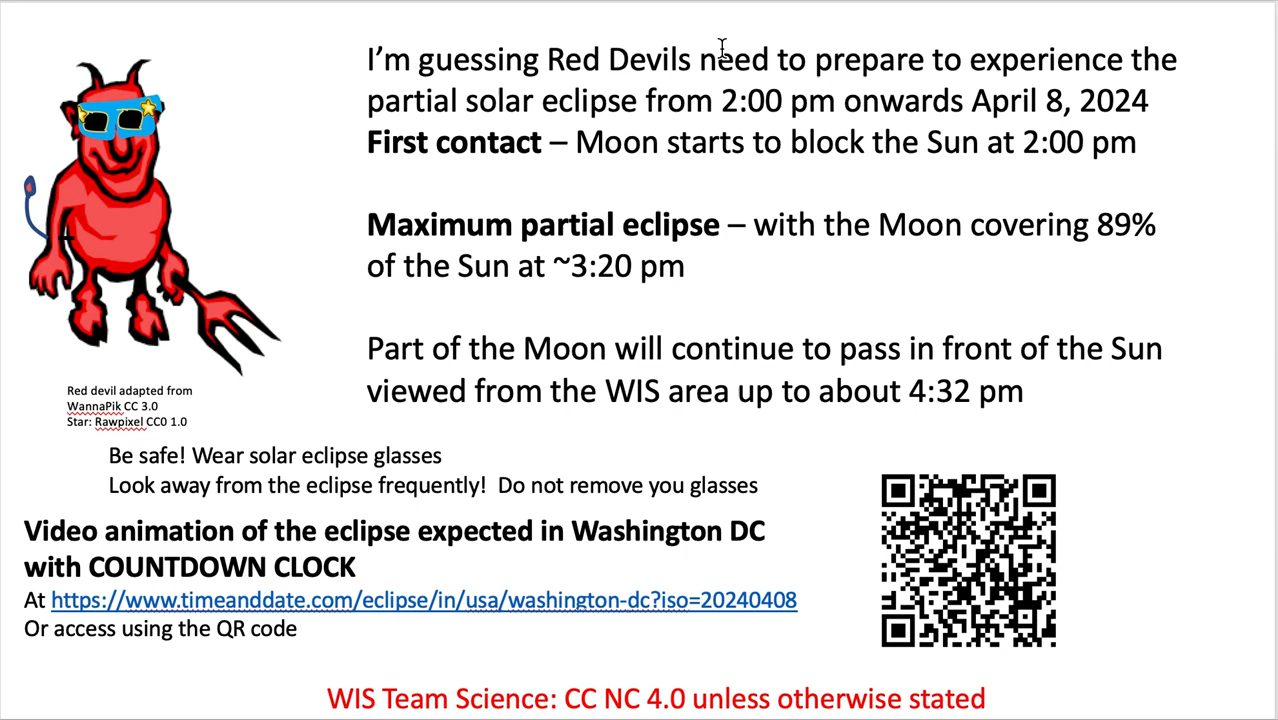 I'm guessing Red Devils need to prepare to experience the
partial solar eclipse from 2:00 pm onwards April 8, 2024
First contact – Moon starts to block the Sun at 2:00 pm
Maximum partial eclipse – with the Moon covering 89%
of the Sun at ~3:20 pm
Part of the Moon will continue to pass in front of the Sun
viewed from the WIS area up to about 4:32 pm
Red devil adapted from
WannaPik CC 3.0
Star: Rawpixel CC0 1.0
Be safe! Wear solar eclipse glasses
Look away from the eclipse frequently!  Do not remove you glasses
Video animation of the eclipse expected in Washington DC
with COUNTDOWN CLOCK
At https://www.timeanddate.com/eclipse/in/usa/washington-dc?iso=20240408
Or access using the QR code
WIS Team Science: CC NC 4.0 unless otherwise stated